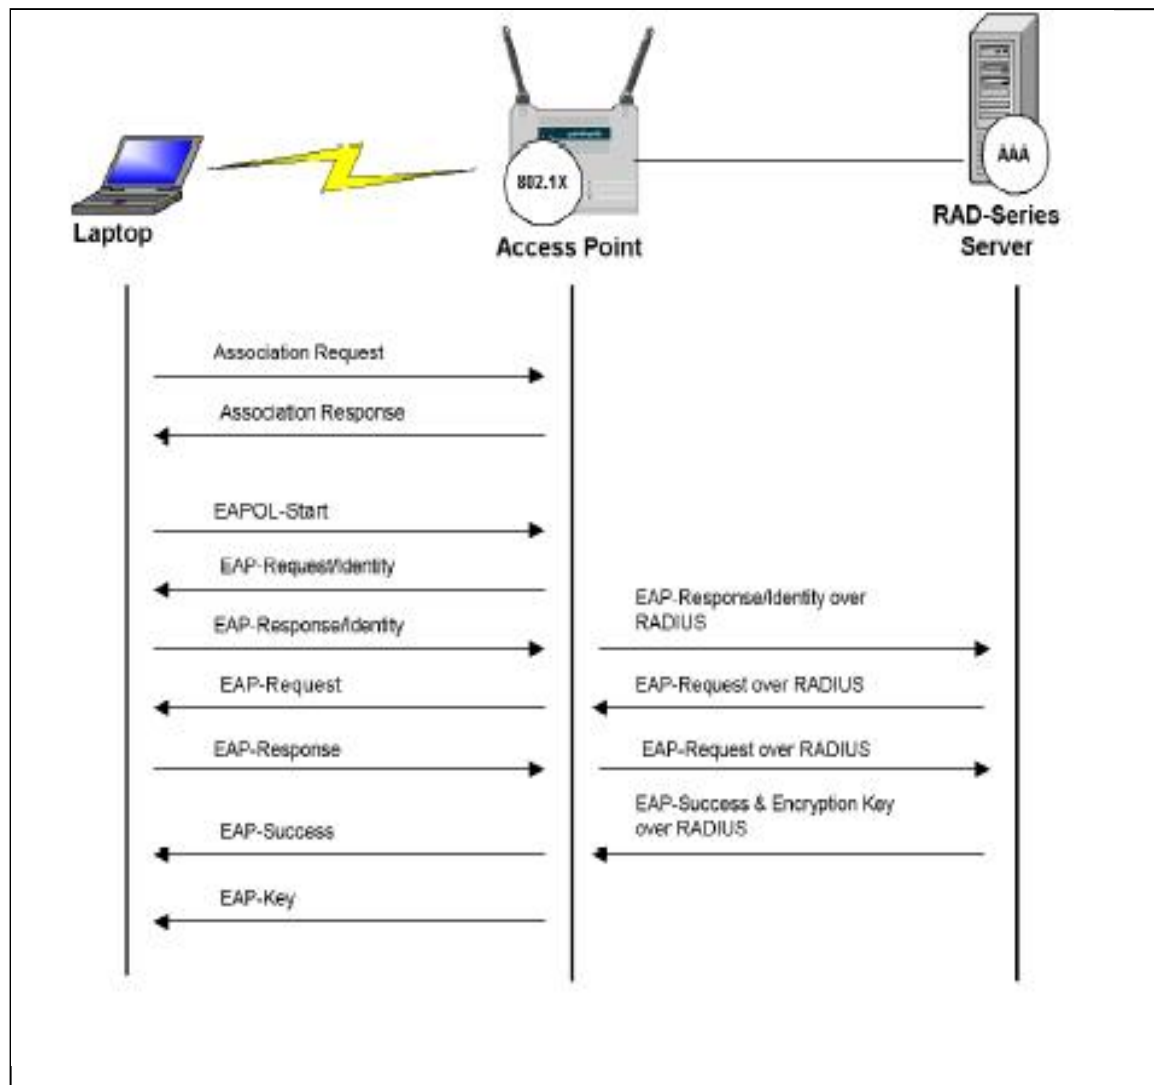 802.1X
AAA
Laptop
Access Point
RAD-Series
Server
Association Request
Association Response
EAPOL-Start
EAP-Request/Identity
EAP-Response/Identity
EAP-Response/Identity over
RADIUS
EAP-Request
EAP-Request over RADIUS
EAP-Response
EAP-Request over RADIUS
EAP-Success
EAP-Success & Encryption Key
over RADIUS
EAP-Key